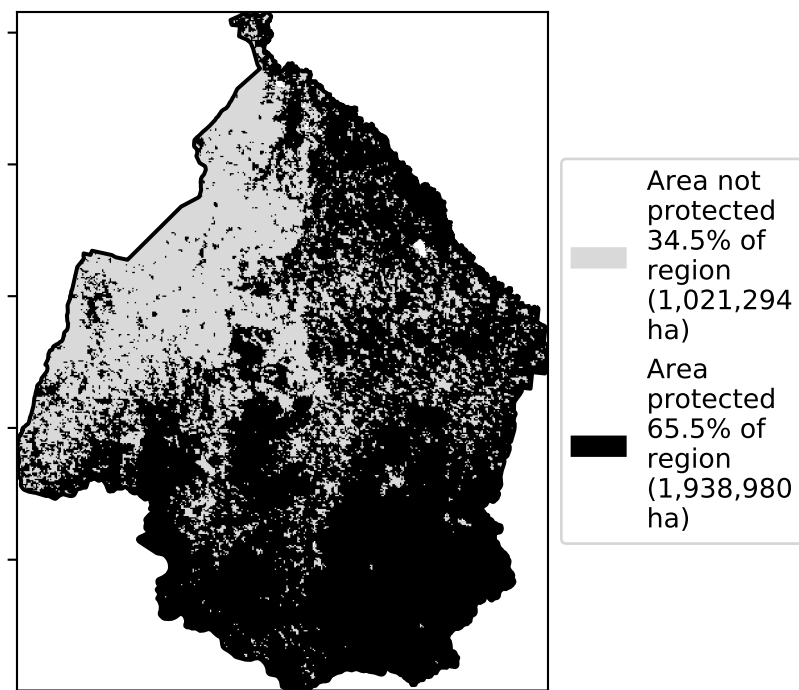 Area not
protected
34.5% of
region
(1,021,294
ha)
Area
protected
65.5% of
region
(1,938,980
ha)